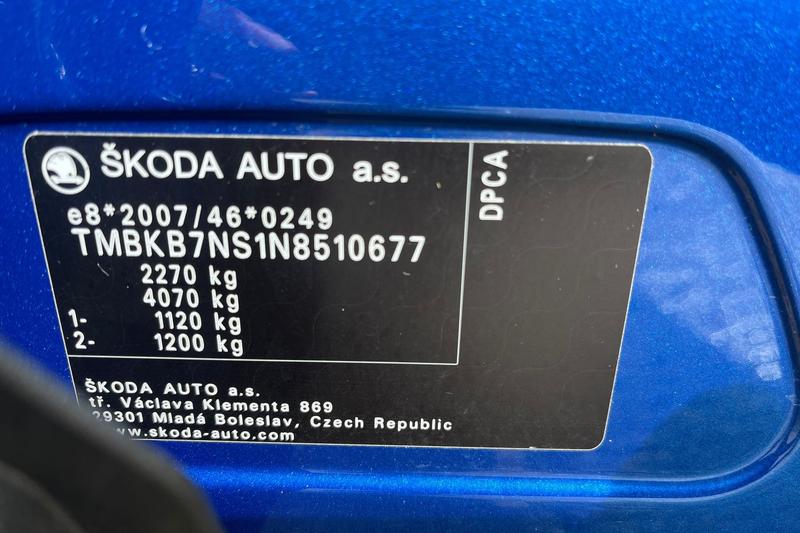 ŠKODA AUTO a.s.
DPCA
e8*2007/46*0249
TMBKB7NS1N8510677
2270 kg
4070 kg
1- 1120 kg
2- 1200 kg
ŠKODA AUTO a.s.
tř. Václava Klementa 869
29301 Mladá Boleslav, Czech Republic
www.skoda-auto.com